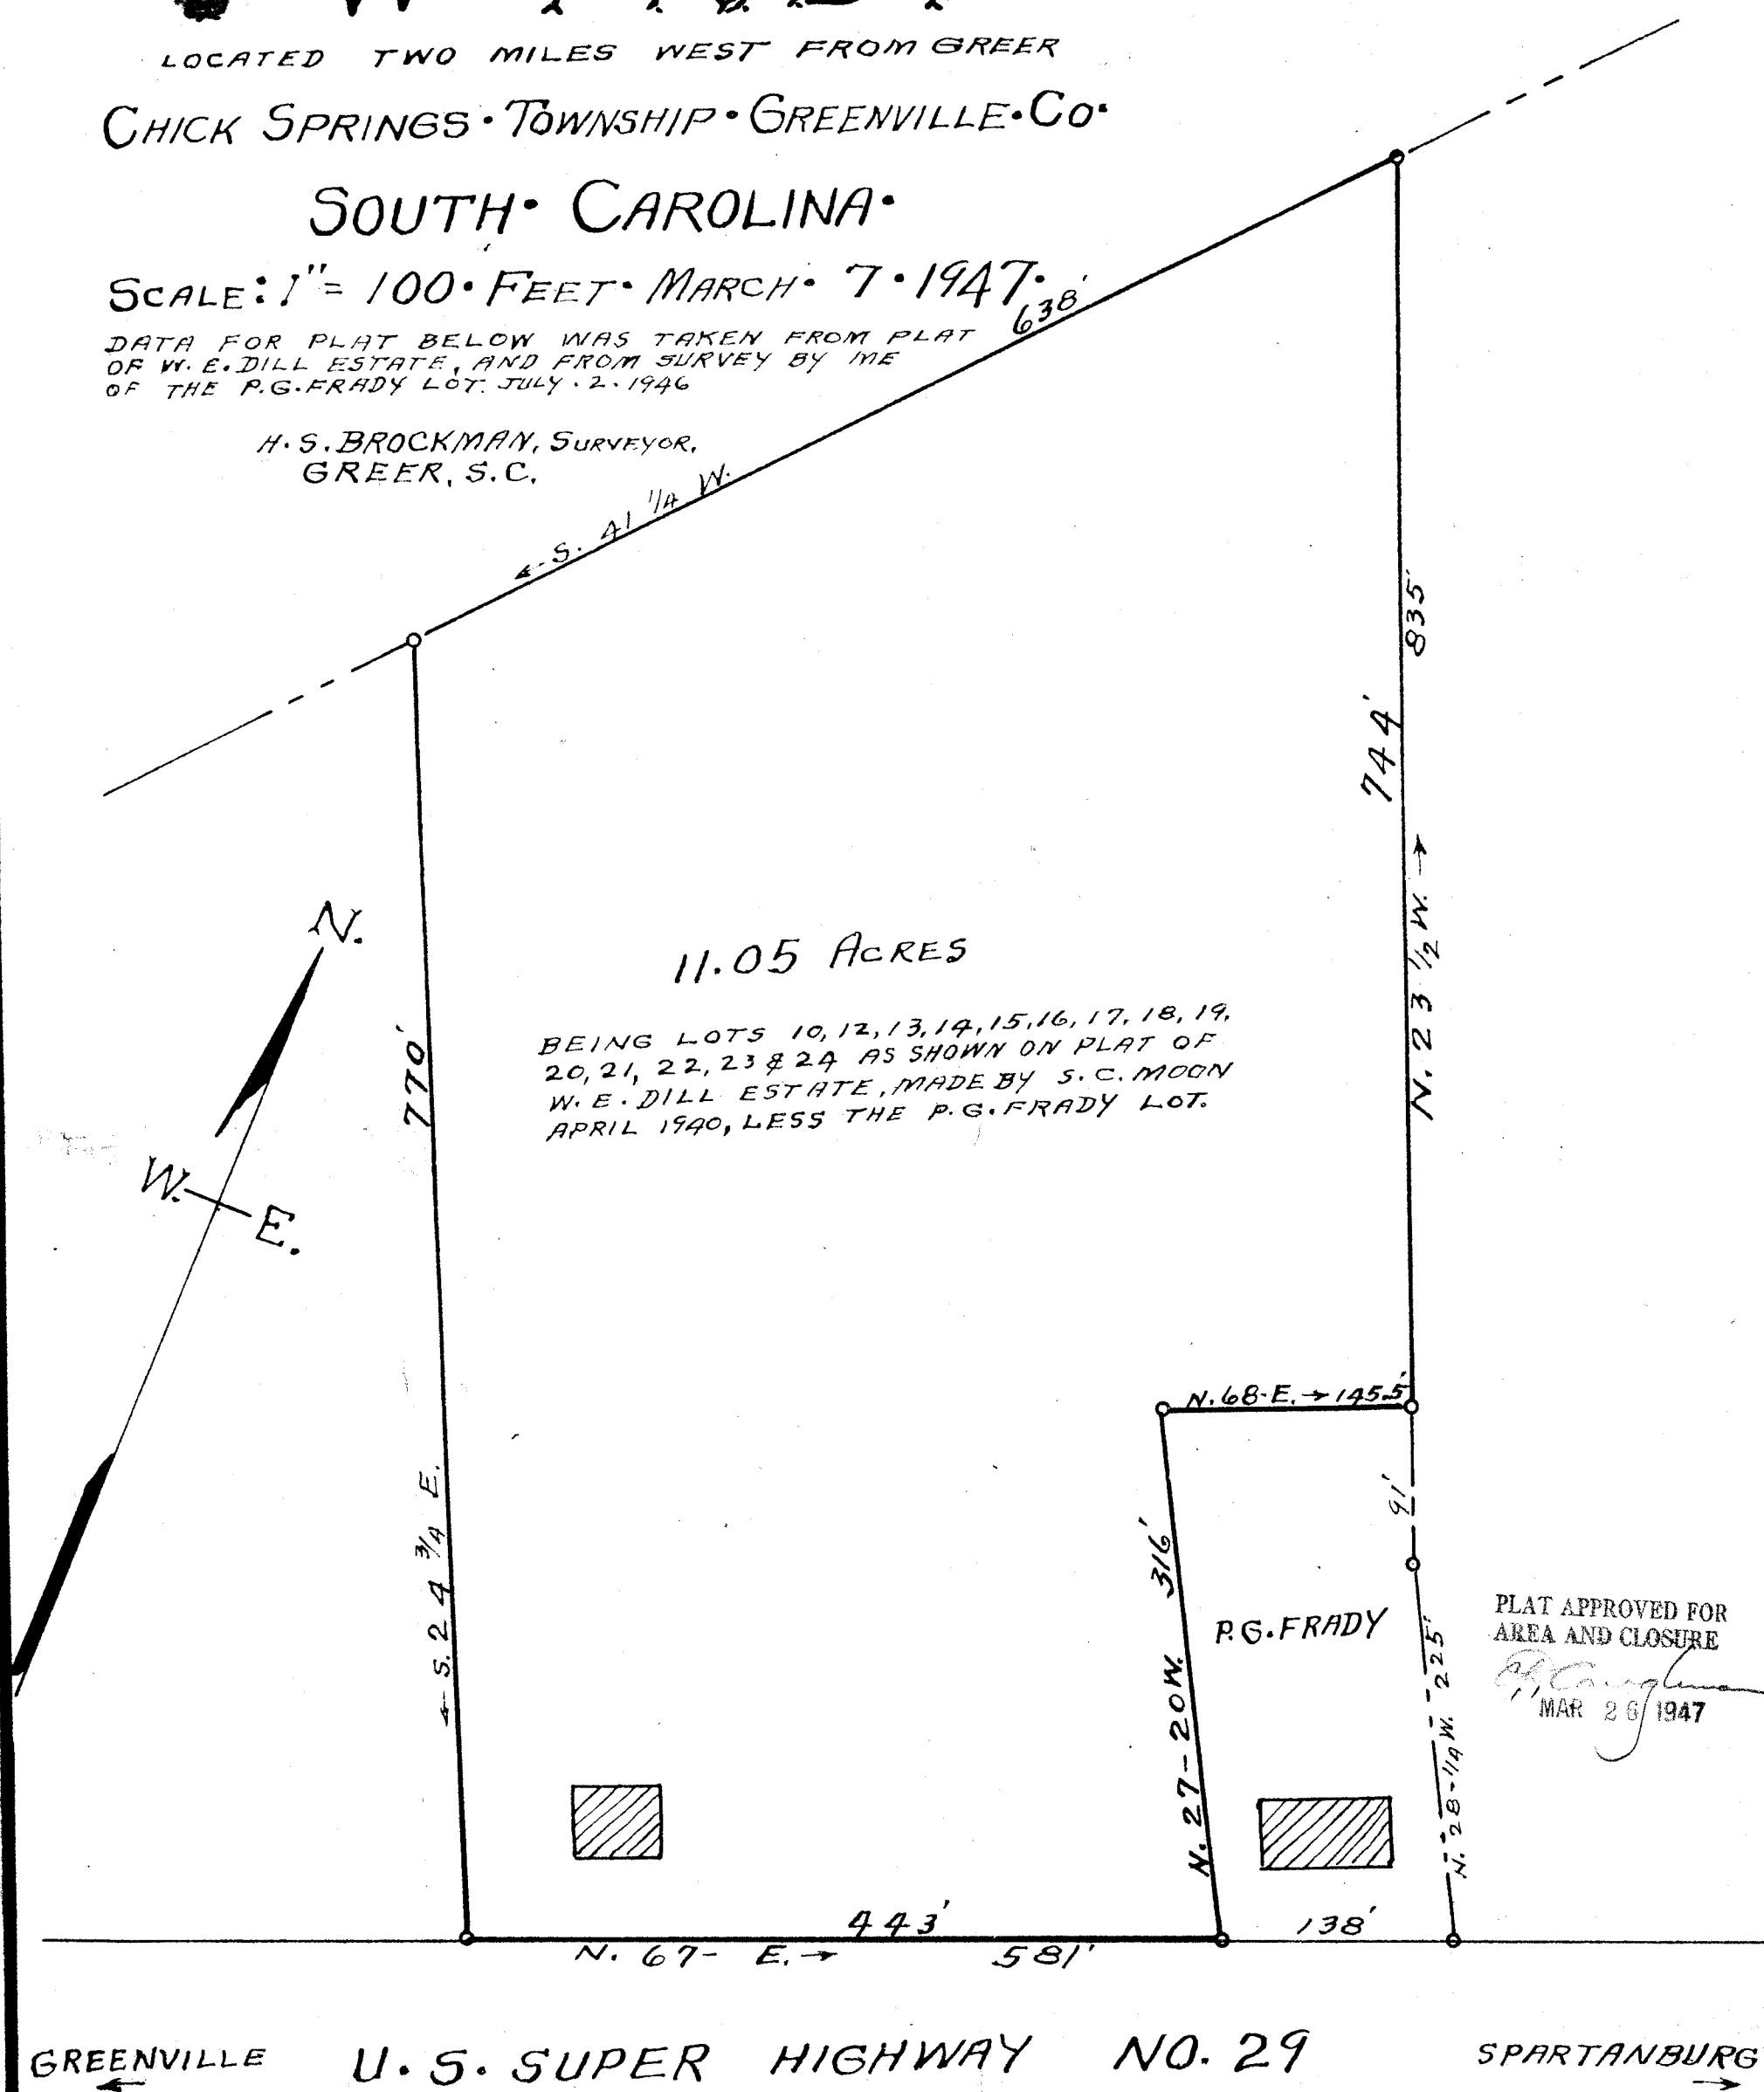 LOCATED TWO MILES WEST FROM GREER
CHICK SPRINGS · TOWNSHIP · GREENVILLE · CO ·
SOUTH · CAROLINA ·
SCALE: 1" = 100 · FEET · MARCH · 7 · 1947 ·
DATA FOR PLAT BELOW WAS TAKEN FROM PLAT
OF W. E. DILL ESTATE, AND FROM SURVEY BY ME
OF THE P.G. FRADY LOT. JULY . 2 . 1946
H. S. BROCKMAN, SURVEYOR,
GREER, S.C.
638'
← S. 41 1/4 W.
835'
744'
N. 23 1/2 W. →
N.
W.
E.
770'
← S. 24 3/4 E.
11.05 ACRES
BEING LOTS 10, 12, 13, 14, 15, 16, 17, 18, 19,
20, 21, 22, 23 & 24 AS SHOWN ON PLAT OF
W. E. DILL ESTATE, MADE BY S. C. MOON
APRIL 1940, LESS THE P. G. FRADY LOT.
N. 68-E. → 145.5'
91'
316'
N. 27-20W.
P.G. FRADY
N. 28-1/4 W. 225'
PLAT APPROVED FOR
AREA AND CLOSURE
MAR 26 1947
443'
138'
N. 67- E. → 581'
GREENVILLE ←
U. S. SUPER HIGHWAY NO. 29
SPARTANBURG →